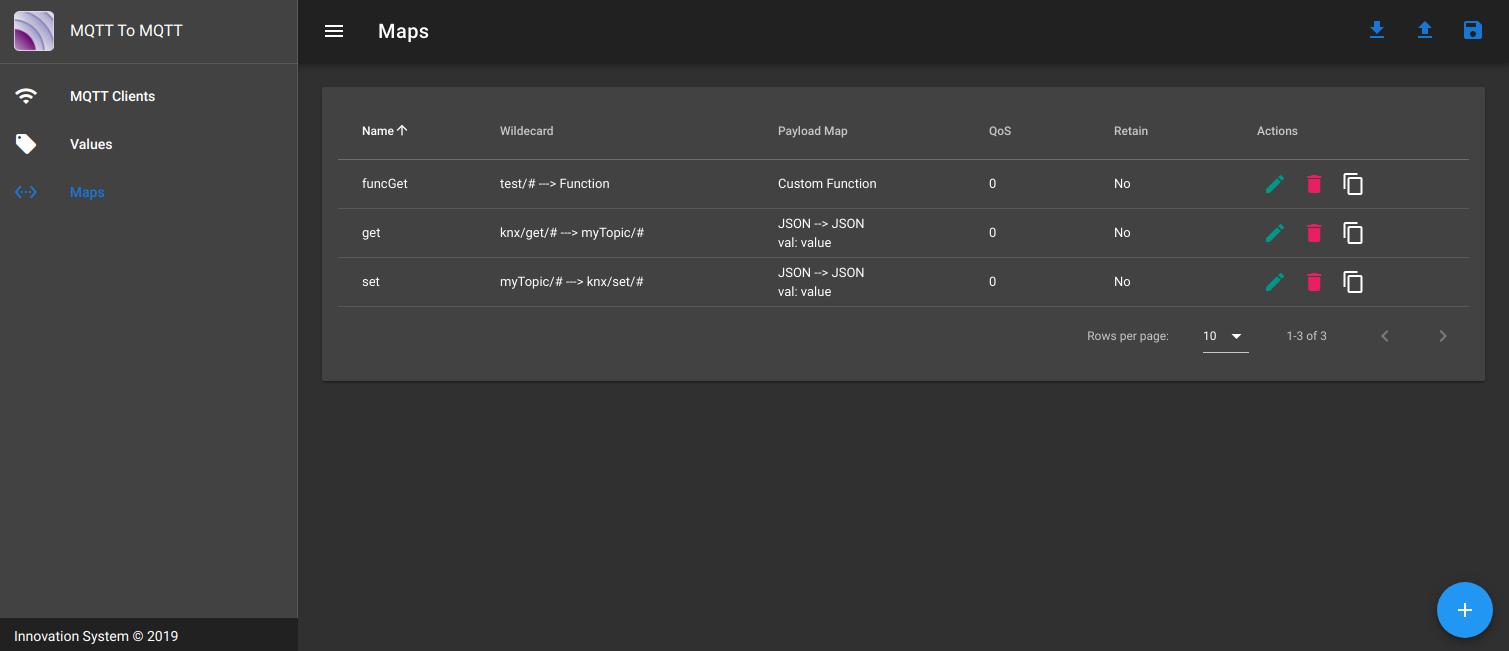 MQTT To MQTT
Maps
MQTT Clients
Values
Maps
Name Wildecard Payload Map QoS Retain Actions
funcGet test/# ---> Function Custom Function 0 No
get knx/get/# ---> myTopic/# JSON --> JSON 0 No
val: value
set myTopic/# ---> knx/set/# JSON --> JSON 0 No
val: value
Rows per page: 10 1-3 of 3
Innovation System © 2019